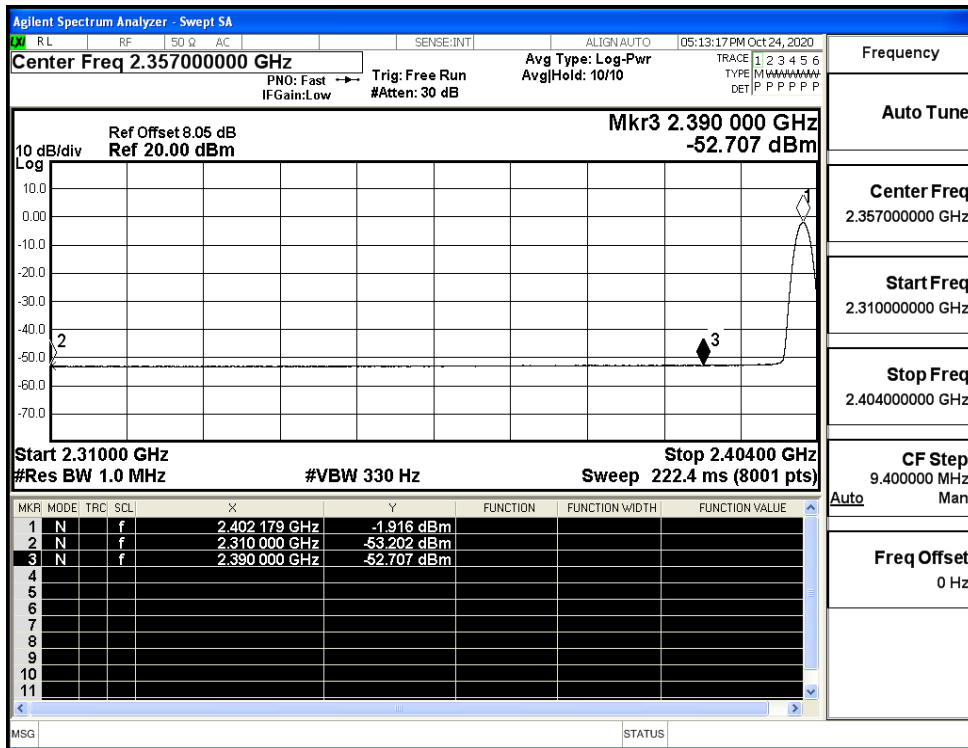 Agilent Spectrum Analyzer - Swept SA
LXI RL RF 50 Ω AC SENSE:INT ALIGN AUTO 05:13:17 PM Oct 24, 2020
Center Freq 2.357000000 GHz
PNO: Fast
IFGain:Low
Trig: Free Run
#Atten: 30 dB
Avg Type: Log-Pwr
Avg|Hold: 10/10
TRACE 1 2 3 4 5 6
TYPE M W W W W W
DET P P P P P P
Ref Offset 8.05 dB
10 dB/div Ref 20.00 dBm
Log
Mkr3 2.390 000 GHz
-52.707 dBm
10.0
0.00
-10.0
-20.0
-30.0
-40.0
-50.0
-60.0
-70.0
1
2
3
Start 2.31000 GHz Stop 2.40400 GHz
#Res BW 1.0 MHz #VBW 330 Hz Sweep 222.4 ms (8001 pts)
MKR MODE TRC SCL X Y FUNCTION FUNCTION WIDTH FUNCTION VALUE
1 N f 2.402 179 GHz -1.916 dBm
2 N f 2.310 000 GHz -53.202 dBm
3 N f 2.390 000 GHz -52.707 dBm
4
5
6
7
8
9
10
11
MSG STATUS
Frequency
Auto Tune
Center Freq
2.357000000 GHz
Start Freq
2.310000000 GHz
Stop Freq
2.404000000 GHz
CF Step
9.400000 MHz
Auto Man
Freq Offset
0 Hz